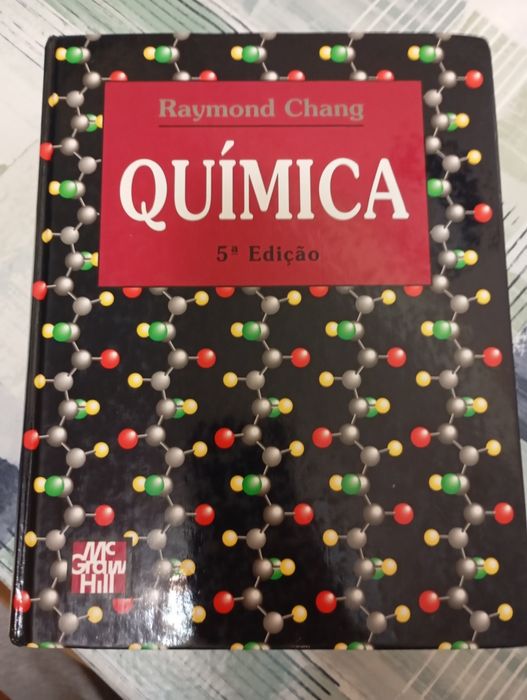 Raymond Chang
QUÍMICA
5ª Edição
Mc
Graw
Hill